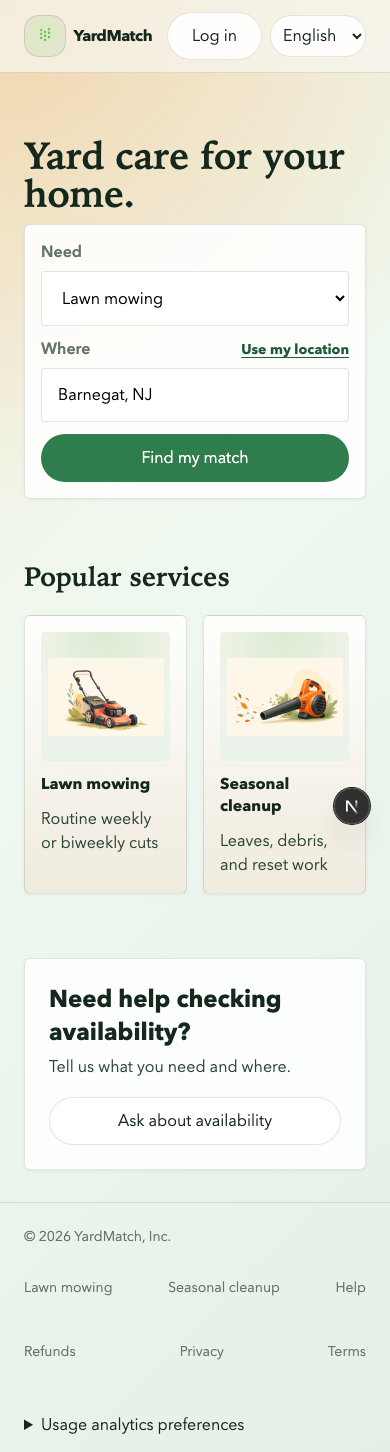 YardMatch
Log in
English
Yard care for your
home.
Need
Lawn mowing
Where
Use my location
Barnegat, NJ
Find my match
Popular services
Lawn mowing
Routine weekly
or biweekly cuts
Seasonal
cleanup
Leaves, debris,
and reset work
N
Need help checking
availability?
Tell us what you need and where.
Ask about availability
© 2026 YardMatch, Inc.
Lawn mowing
Seasonal cleanup
Help
Refunds
Privacy
Terms
Usage analytics preferences